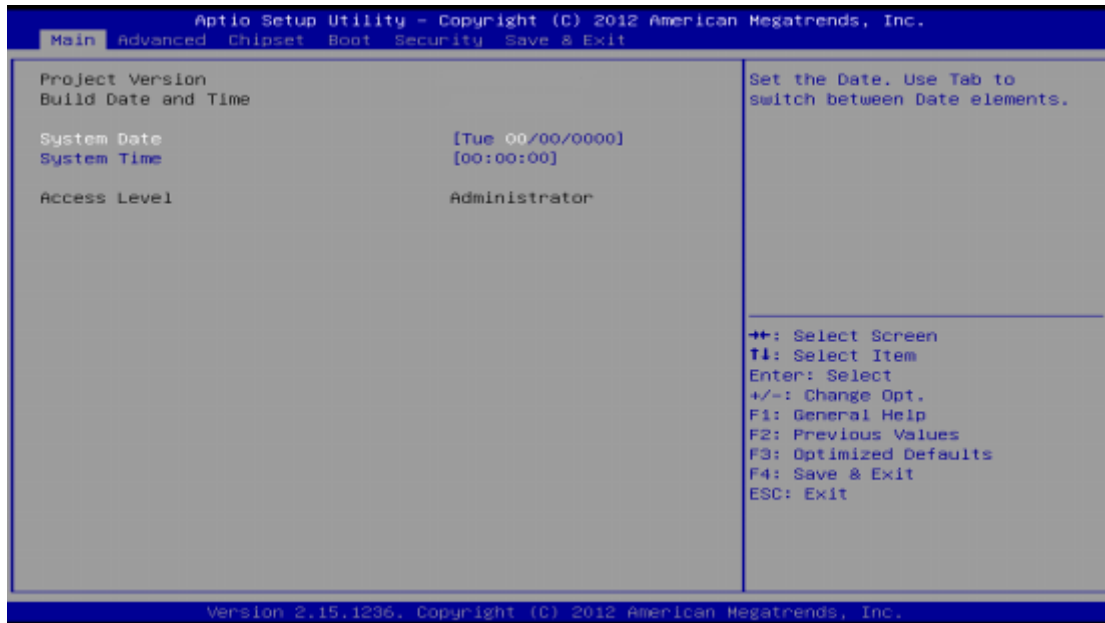 Aptio Setup Utility – Copyright (C) 2012 American Megatrends, Inc.
Main Advanced Chipset Boot Security Save & Exit
Project Version
Build Date and Time
System Date [Tue 00/00/0000]
System Time [00:00:00]
Access Level Administrator
Set the Date. Use Tab to
switch between Date elements.
→←: Select Screen
↑↓: Select Item
Enter: Select
+/-: Change Opt.
F1: General Help
F2: Previous Values
F3: Optimized Defaults
F4: Save & Exit
ESC: Exit
Version 2.15.1236. Copyright (C) 2012 American Megatrends, Inc.